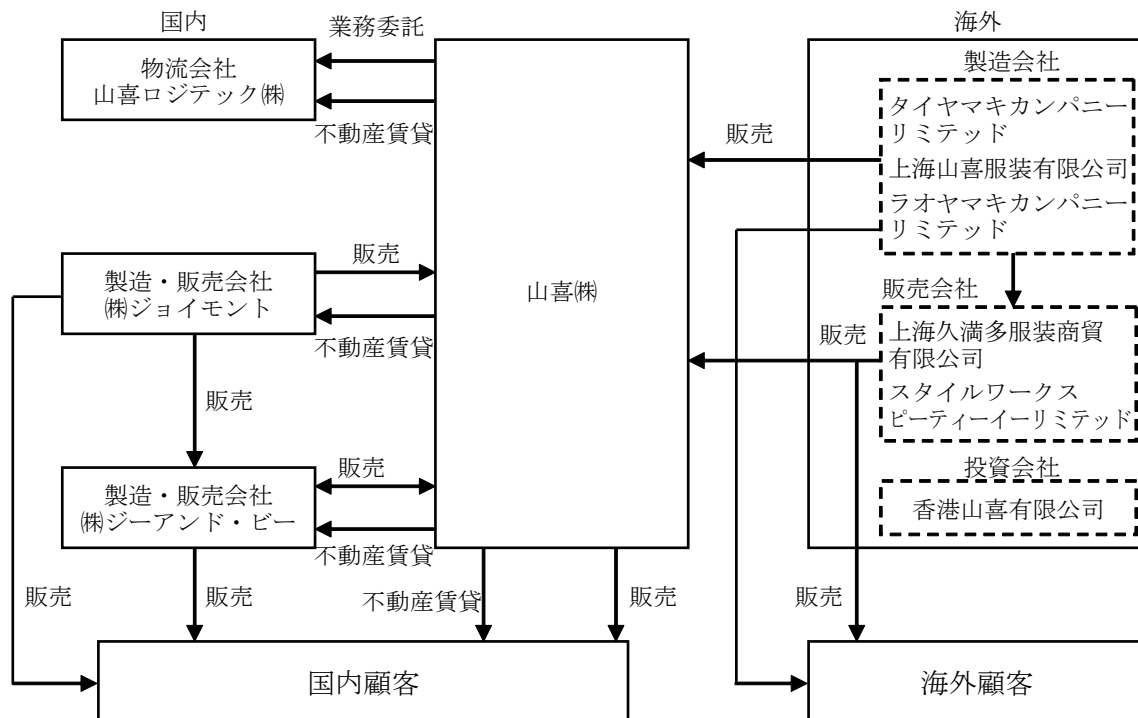 国内
業務委託
海外
物流会社
山喜ロジテック㈱
不動産賃貸
製造会社
タイヤマキカンパニー
リミテッド
上海山喜服装有限公司
ラオヤマキカンパニー
リミテッド
販売
製造・販売会社
㈱ジョイモント
販売
不動産賃貸
山喜㈱
販売会社
上海久満多服装商貿
有限公司
スタイルワークス
ピーティーイーリミテッド
販売
販売
投資会社
香港山喜有限公司
製造・販売会社
㈱ジーアンド・ビー
販売
不動産賃貸
販売
販売
不動産賃貸
販売
販売
国内顧客
海外顧客